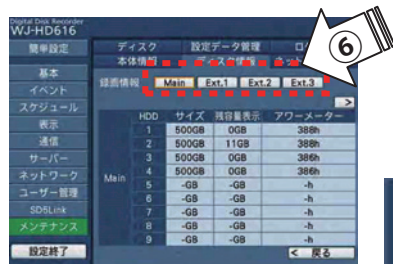 Digital Disk Recorder
WJ-HD616
簡単設定
ディスク 設定データ管理
本体情報
⑥
基本
イベント
スケジュール
表示
通信
サーバー
ネットワーク
ユーザー管理
SD5Link
メンテナンス
設定終了
録画情報 Main Ext.1 Ext.2 Ext.3
>
HDD サイズ 残容量表示 アワーメーター
Main
1 500GB 0GB 388h
2 500GB 11GB 388h
3 500GB 0GB 386h
4 500GB 0GB 386h
5 -GB -GB -h
6 -GB -GB -h
7 -GB -GB -h
8 -GB -GB -h
9 -GB -GB -h
< 戻る